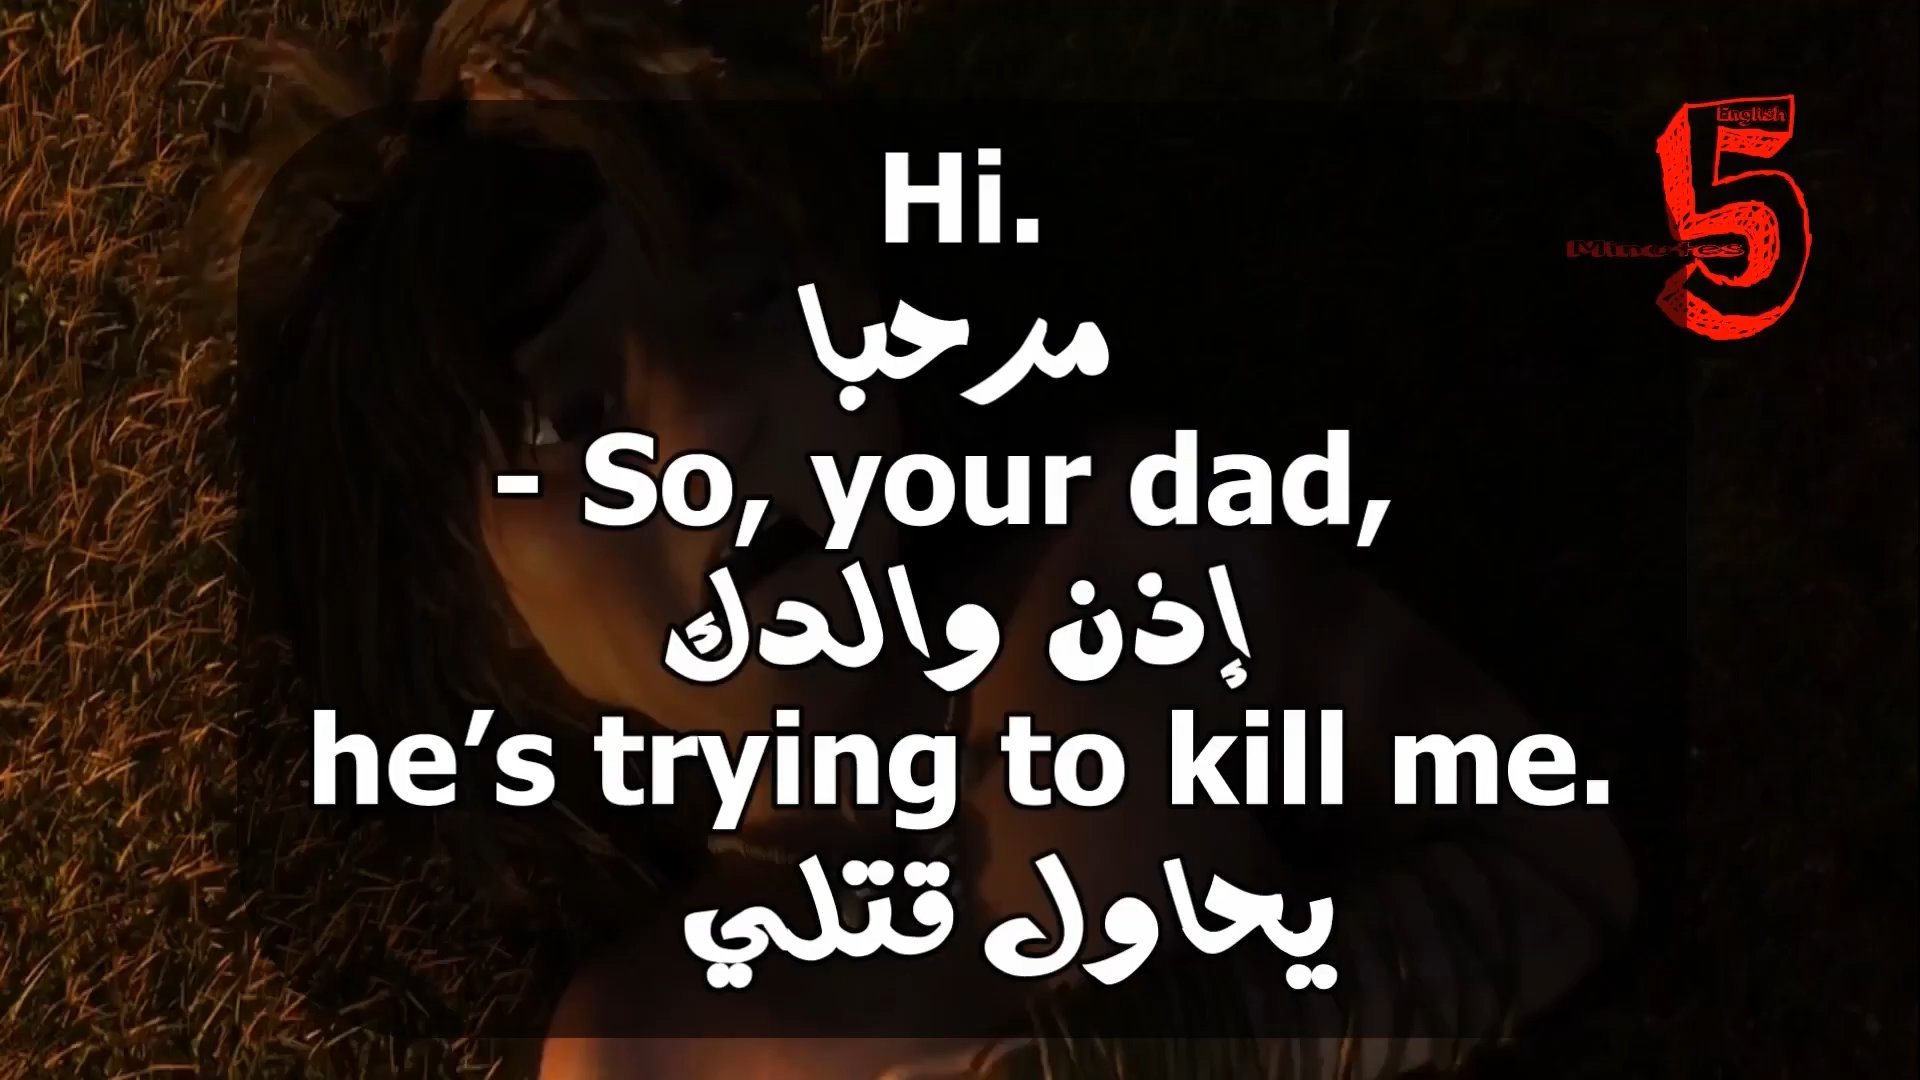 English
5
Minutes
Hi.
مرحبا
- So, your dad,
إذن والدك
he’s trying to kill me.
يحاول قتلي